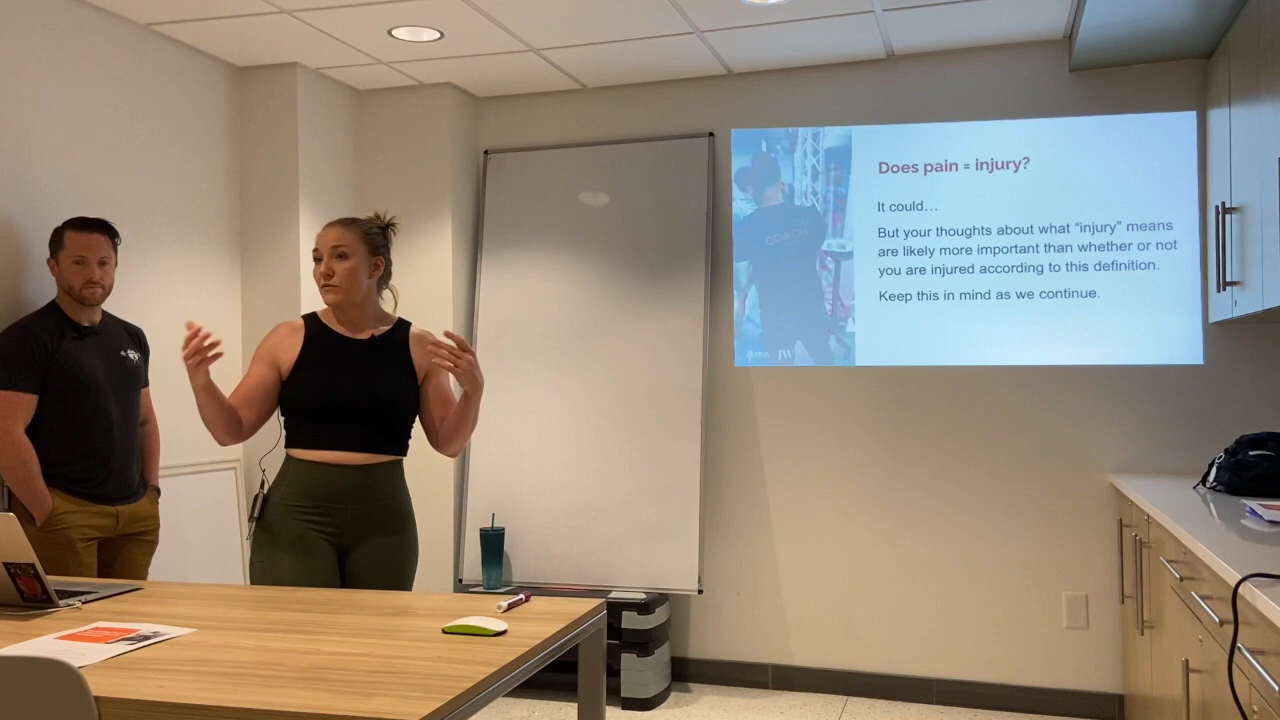 Does pain = injury?
It could…
But your thoughts about what “injury” means
are likely more important than whether or not
you are injured according to this definition.
Keep this in mind as we continue.
COACH
JW